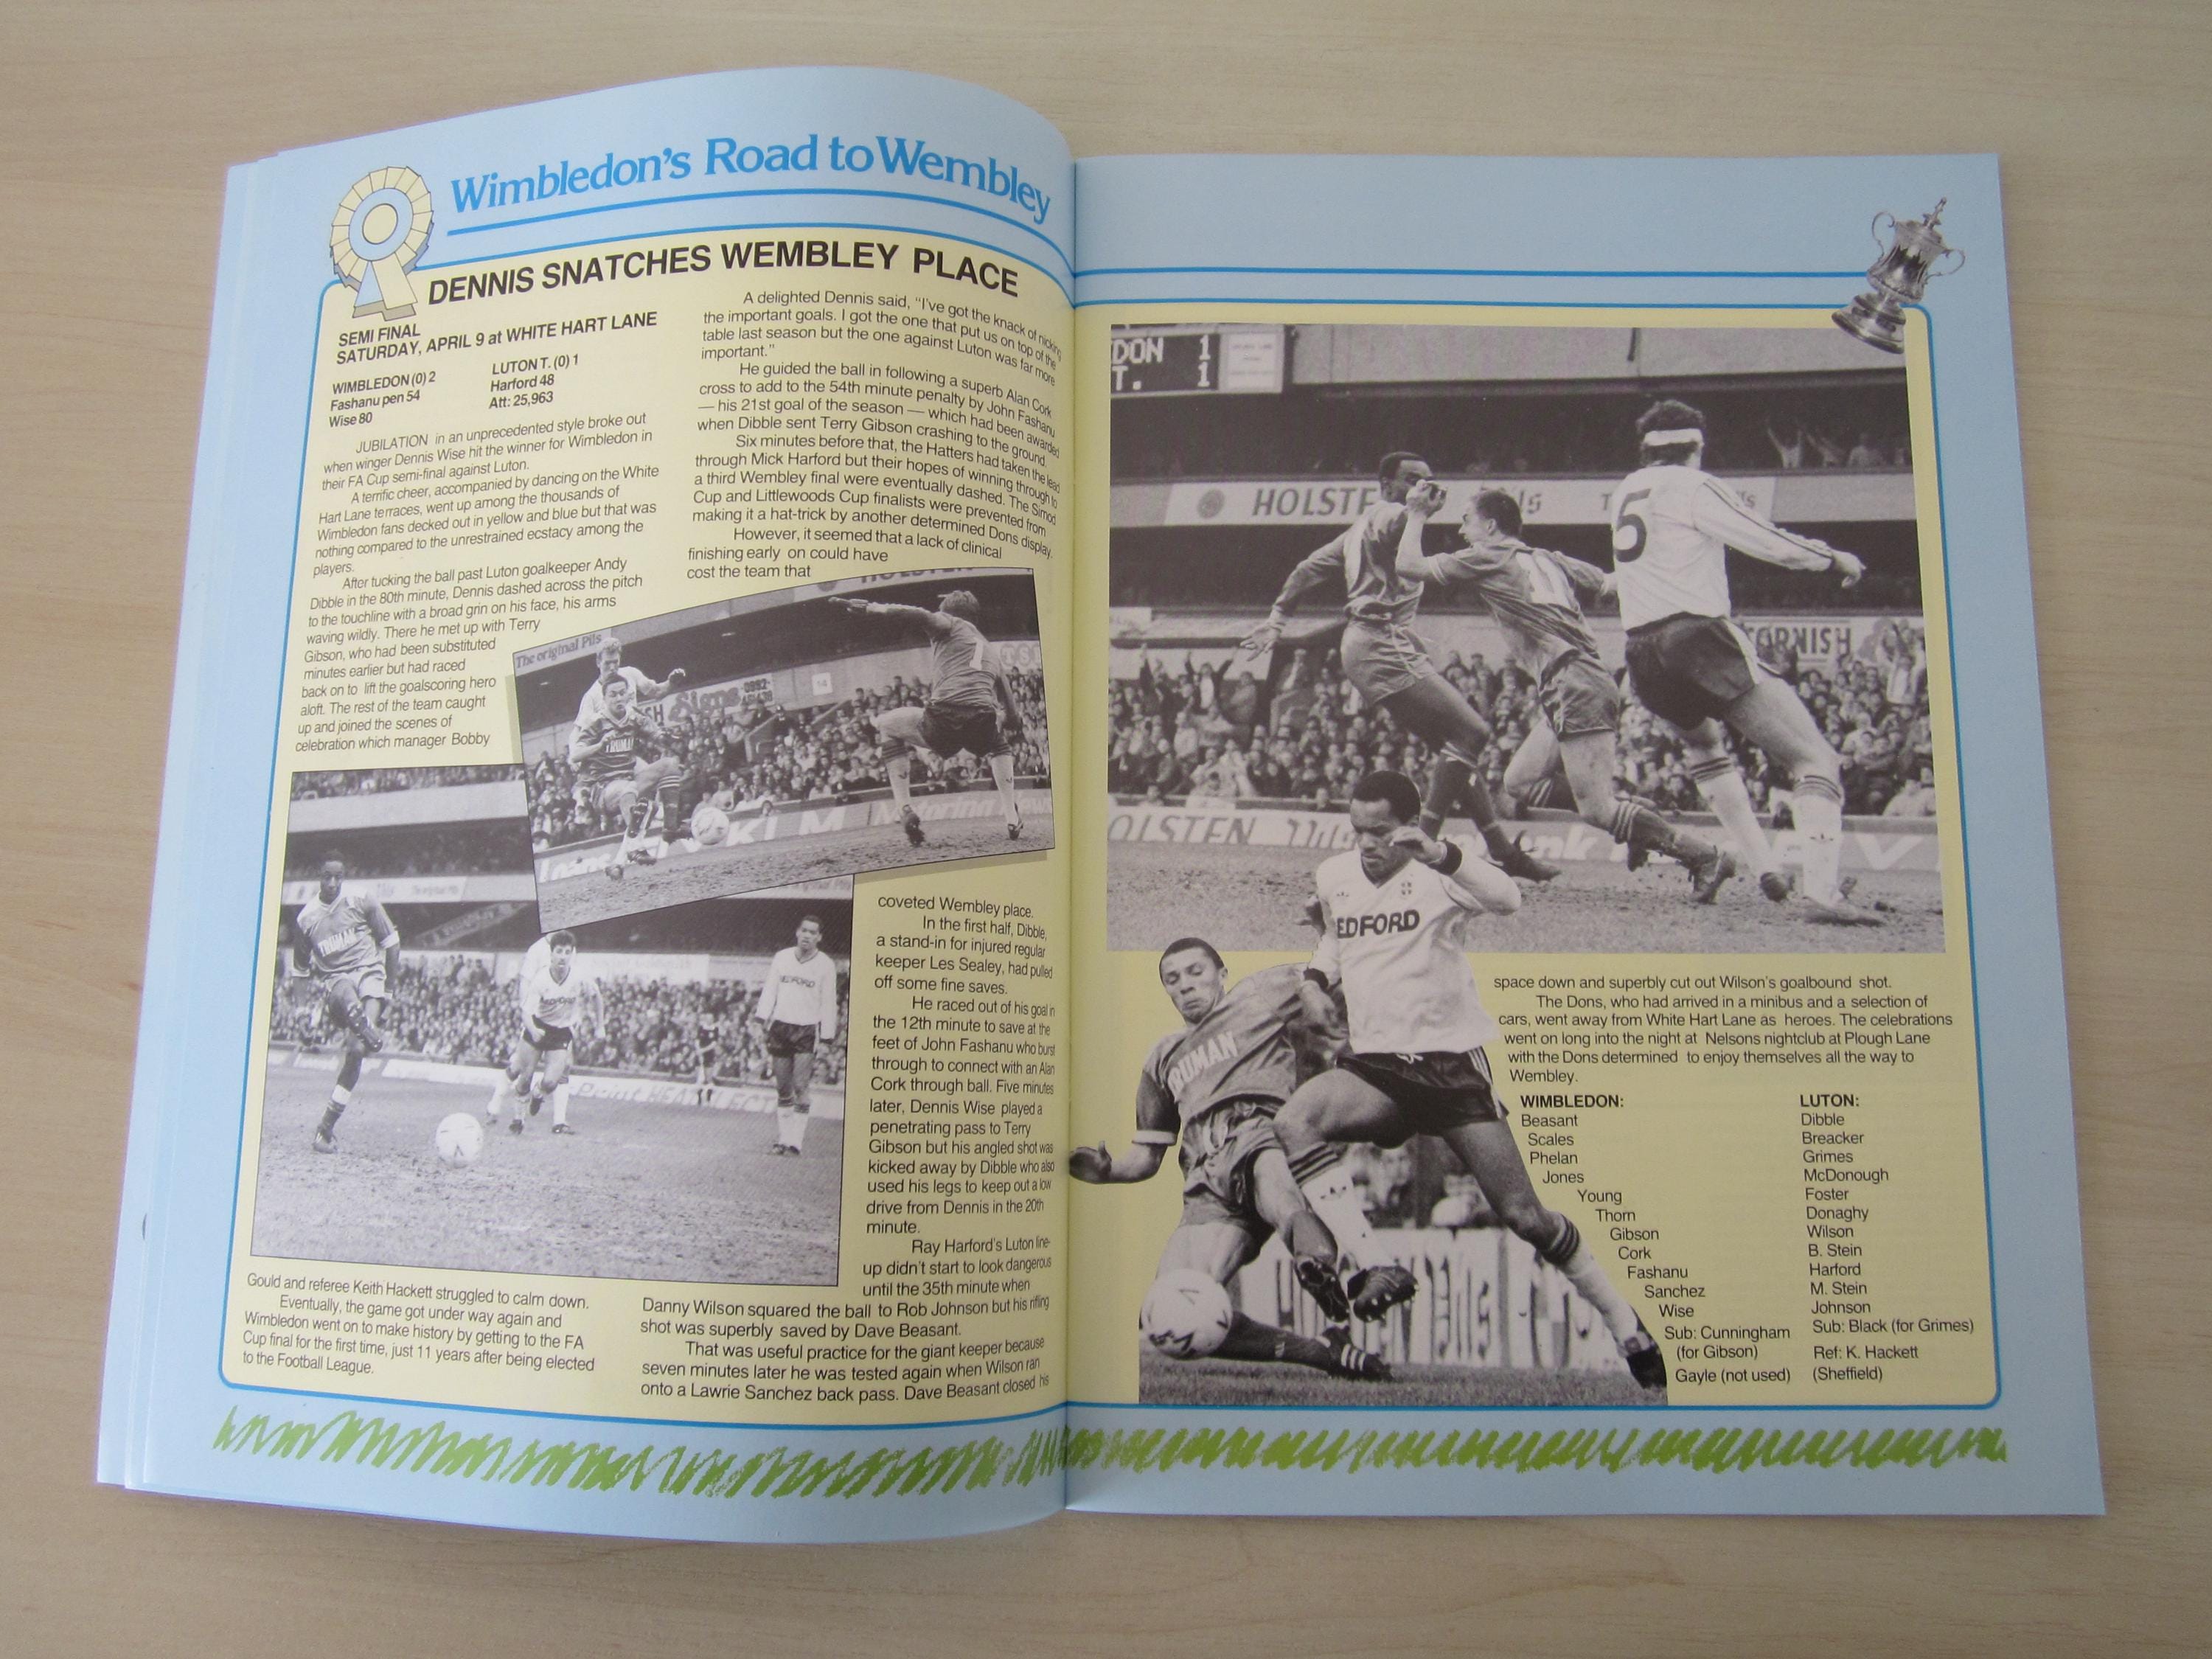 Wimbledon's Road to Wembley
DENNIS SNATCHES WEMBLEY PLACE
SEMI FINAL
SATURDAY, APRIL 9 at WHITE HART LANE
WIMBLEDON (0) 2
Fashanu pen 54
Wise 80
LUTON T. (0) 1
Harford 48
Att: 25,963
JUBILATION in an unprecedented style broke out
when winger Dennis Wise hit the winner for Wimbledon in
their FA Cup semi-final against Luton.
A terrific cheer, accompanied by dancing on the White
Hart Lane terraces, went up among the thousands of
Wimbledon fans decked out in yellow and blue but that was
nothing compared to the unrestrained ecstacy among the
players.
After tucking the ball past Luton goalkeeper Andy
Dibble in the 80th minute, Dennis dashed across the pitch
to the touchline with a broad grin on his face, his arms
waving wildly. There he met up with Terry
Gibson, who had been substituted
minutes earlier but had raced
back on to lift the goalscoring hero
aloft. The rest of the team caught
up and joined the scenes of
celebration which manager Bobby
Gould and referee Keith Hackett struggled to calm down.
Eventually, the game got under way again and
Wimbledon went on to make history by getting to the FA
Cup final for the first time, just 11 years after being elected
to the Football League.
A delighted Dennis said, "I've got the knack of nicking
the important goals. I got the one that put us on top of the
table last season but the one against Luton was far more
important."
He guided the ball in following a superb Alan Cork
cross to add to the 54th minute penalty by John Fashanu
— his 21st goal of the season — which had been awarded
when Dibble sent Terry Gibson crashing to the ground.
Six minutes before that, the Hatters had taken the lead
through Mick Harford but their hopes of winning through to
a third Wembley final were eventually dashed. The Simod
Cup and Littlewoods Cup finalists were prevented from
making it a hat-trick by another determined Dons display.
However, it seemed that a lack of clinical
finishing early on could have
cost the team that
The original Pils
HOLSTEN
Signs
0992
TRUMAN
7
14
KLM
TRUMAN
BEDFORD
BEDFORD
coveted Wembley place.
In the first half, Dibble,
a stand-in for injured regular
keeper Les Sealey, had pulled
off some fine saves.
He raced out of his goal in
the 12th minute to save at the
feet of John Fashanu who burst
through to connect with an Alan
Cork through ball. Five minutes
later, Dennis Wise played a
penetrating pass to Terry
Gibson but his angled shot was
kicked away by Dibble who also
used his legs to keep out a low
drive from Dennis in the 20th
minute.
Ray Harford's Luton line-
up didn't start to look dangerous
until the 35th minute when
Danny Wilson squared the ball to Rob Johnson but his rifling
shot was superbly saved by Dave Beasant.
That was useful practice for the giant keeper because
seven minutes later he was tested again when Wilson ran
onto a Lawrie Sanchez back pass. Dave Beasant closed his
DON 1
T. 1
HOLSTE
5
11
CORNISH
OLSTEN
EDFORD
TRUMAN
space down and superbly cut out Wilson's goalbound shot.
The Dons, who had arrived in a minibus and a selection of
cars, went away from White Hart Lane as heroes. The celebrations
went on long into the night at Nelsons nightclub at Plough Lane
with the Dons determined to enjoy themselves all the way to
Wembley.
WIMBLEDON:
Beasant
Scales
Phelan
Jones
Young
Thorn
Gibson
Cork
Fashanu
Sanchez
Wise
Sub: Cunningham
(for Gibson)
Gayle (not used)
LUTON:
Dibble
Breacker
Grimes
McDonough
Foster
Donaghy
Wilson
B. Stein
Harford
M. Stein
Johnson
Sub: Black (for Grimes)
Ref: K. Hackett
(Sheffield)